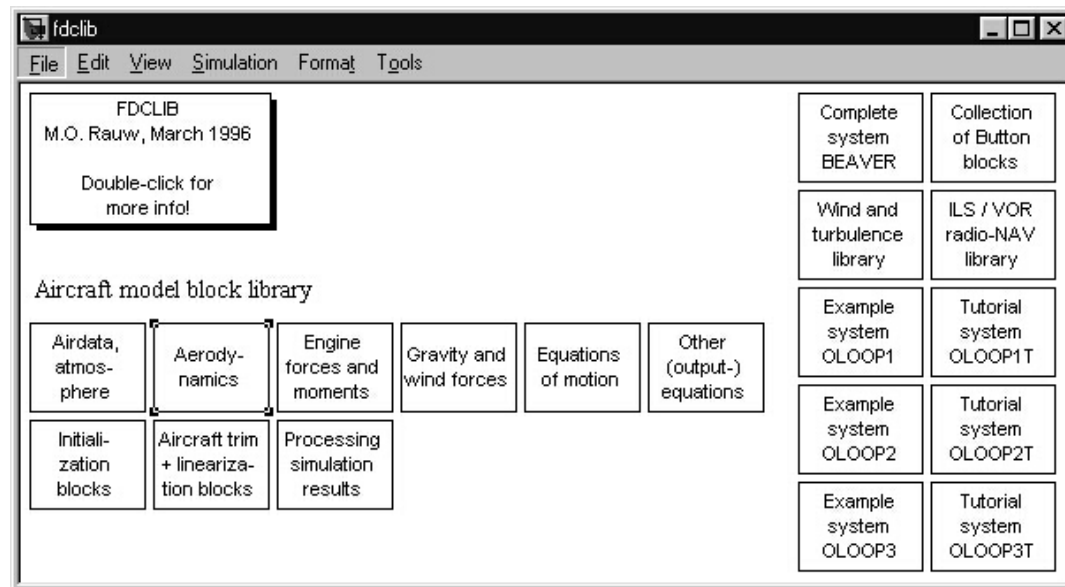 fdclib
File Edit View Simulation Format Tools
FDCLIB
M.O. Rauw, March 1996
Double-click for
more info!
Aircraft model block library
Airdata,
atmos-
phere
Aerody-
namics
Engine
forces and
moments
Gravity and
wind forces
Equations
of motion
Other
(output-)
equations
Initiali-
zation
blocks
Aircraft trim
+ lineariza-
tion blocks
Processing
simulation
results
Complete
system
BEAVER
Collection
of Button
blocks
Wind and
turbulence
library
ILS / VOR
radio-NAV
library
Example
system
OLOOP1
Tutorial
system
OLOOP1T
Example
system
OLOOP2
Tutorial
system
OLOOP2T
Example
system
OLOOP3
Tutorial
system
OLOOP3T